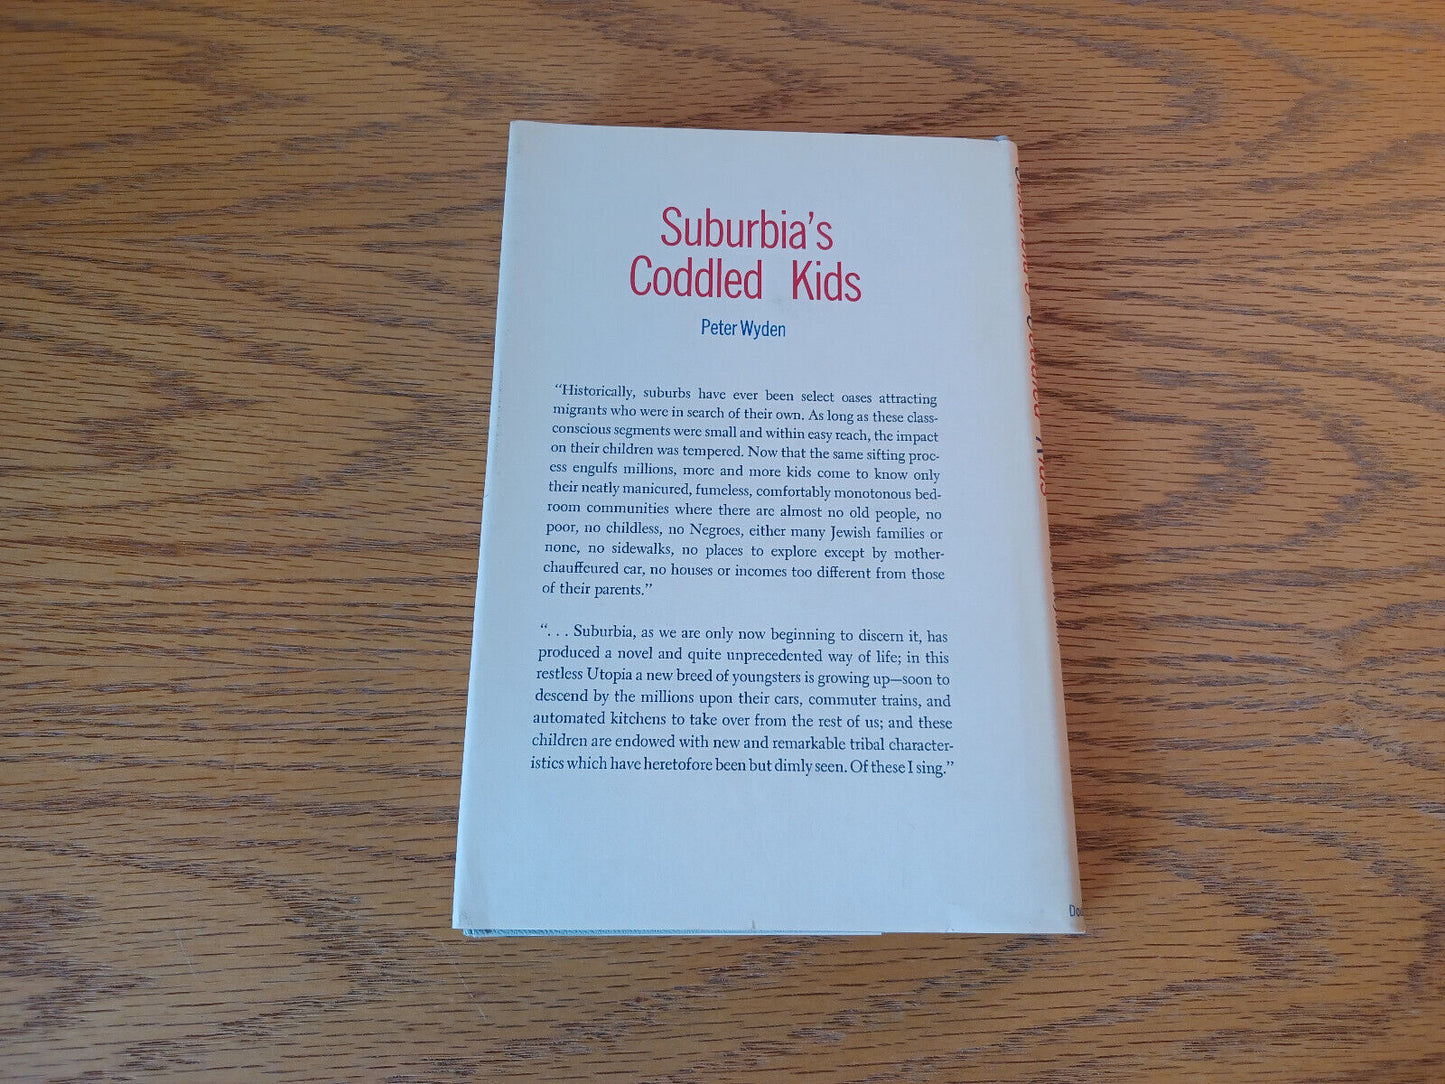 Suburbia's
Coddled Kids
Peter Wyden
“Historically, suburbs have ever been select oases attracting
migrants who were in search of their own. As long as these class-
conscious segments were small and within easy reach, the impact
on their children was tempered. Now that the same sifting proc-
ess engulfs millions, more and more kids come to know only
their neatly manicured, fumeless, comfortably monotonous bed-
room communities where there are almost no old people, no
poor, no childless, no Negroes, either many Jewish families or
none, no sidewalks, no places to explore except by mother-
chauffeured car, no houses or incomes too different from those
of their parents.”
“. . . Suburbia, as we are only now beginning to discern it, has
produced a novel and quite unprecedented way of life; in this
restless Utopia a new breed of youngsters is growing up—soon to
descend by the millions upon their cars, commuter trains, and
automated kitchens to take over from the rest of us; and these
children are endowed with new and remarkable tribal character-
istics which have heretofore been but dimly seen. Of these I sing.”